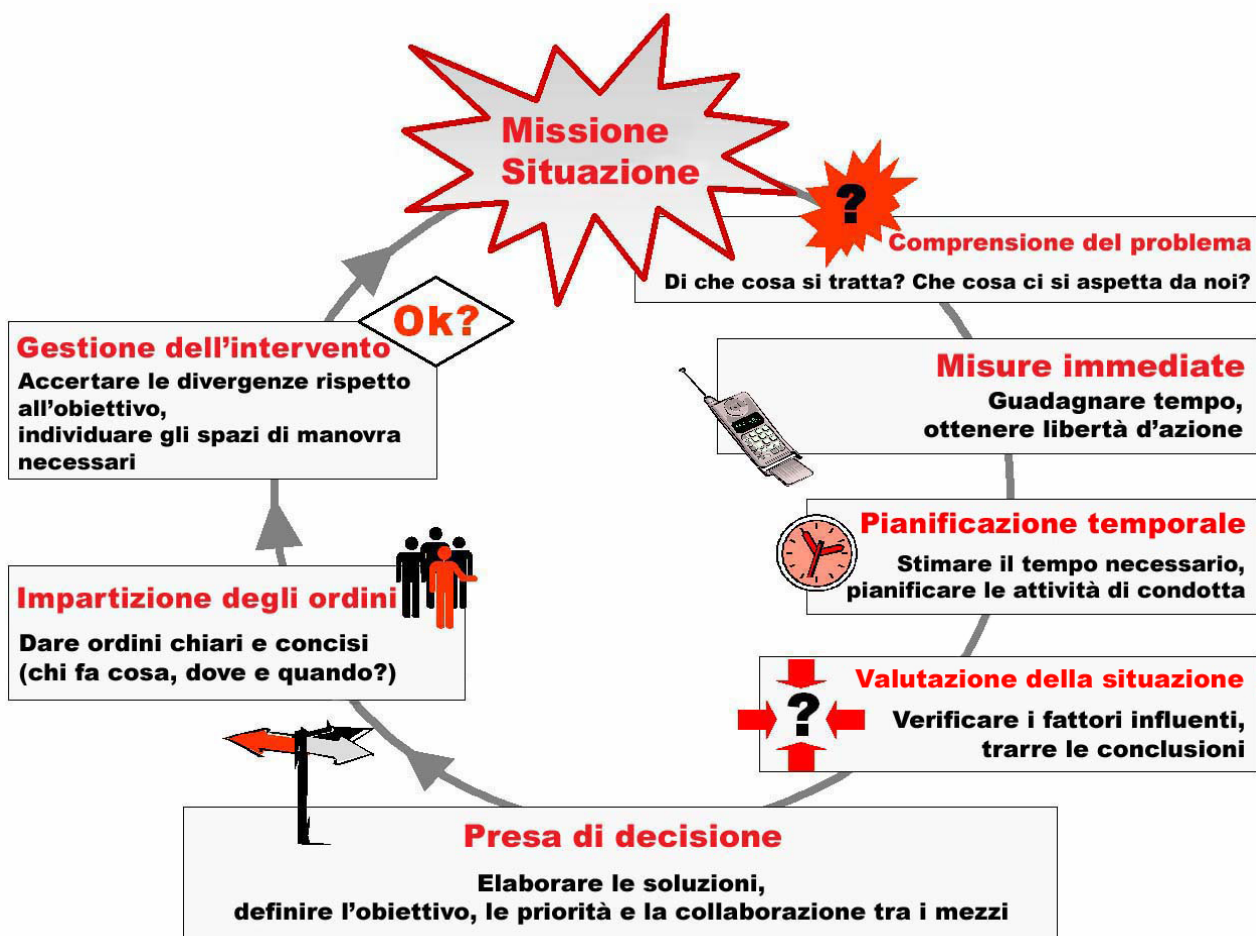 Missione
Situazione
?
Comprensione del problema
Di che cosa si tratta? Che cosa ci si aspetta da noi?
Misure immediate
Guadagnare tempo,
ottenere libertà d'azione
Pianificazione temporale
Stimare il tempo necessario,
pianificare le attività di condotta
Valutazione della situazione
?
Verificare i fattori influenti,
trarre le conclusioni
Presa di decisione
Elaborare le soluzioni,
definire l'obiettivo, le priorità e la collaborazione tra i mezzi
Impartizione degli ordini
Dare ordini chiari e concisi
(chi fa cosa, dove e quando?)
Ok?
Gestione dell'intervento
Accertare le divergenze rispetto
all'obiettivo,
individuare gli spazi di manovra
necessari